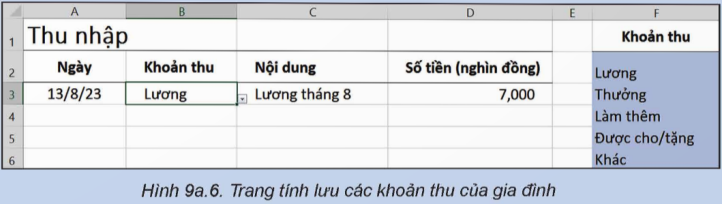 A B C D E F
1 Thu nhập Khoản thu
2 Ngày Khoản thu Nội dung Số tiền (nghìn đồng) Lương
3 13/8/23 Lương Lương tháng 8 7,000 Thưởng
4 Làm thêm
5 Được cho/tặng
6 Khác
Hình 9a.6. Trang tính lưu các khoản thu của gia đình